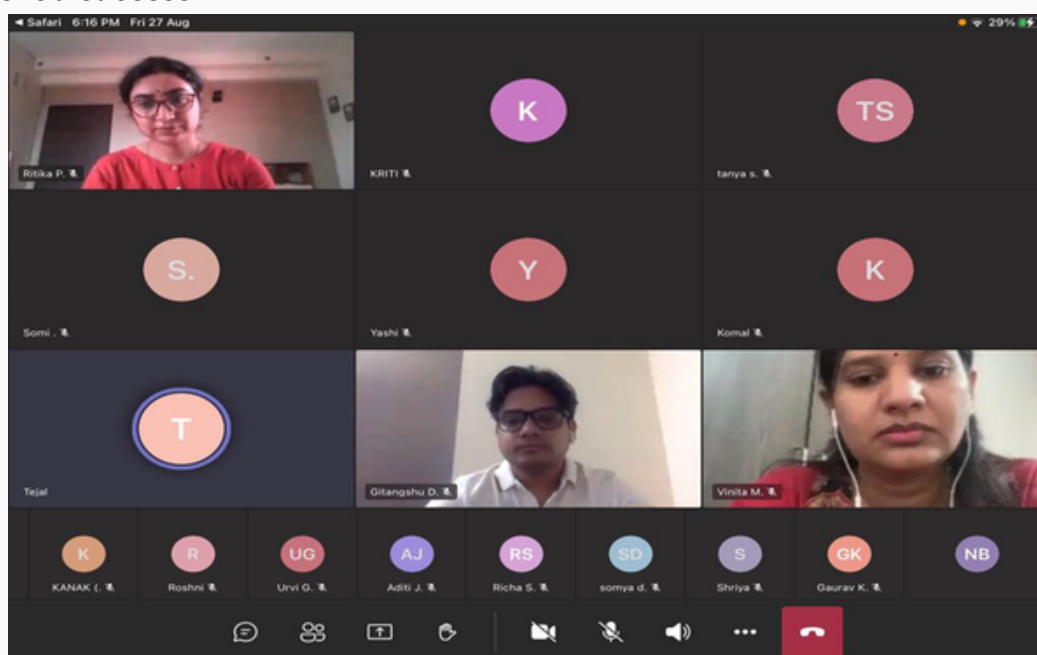 ◄ Safari 6:16 PM Fri 27 Aug 29%
K
TS
Ritika P.
KRITI
tanya s.
S.
Y
K
Somi .
Yashi
Komal
T
Tejal
Gitangshu D.
Vinita M.
K
R
UG
AJ
RS
SD
S
GK
NB
KANAK (.
Roshni
Urvi G.
Aditi J.
Richa S.
somya d.
Shriya
Gaurav K.